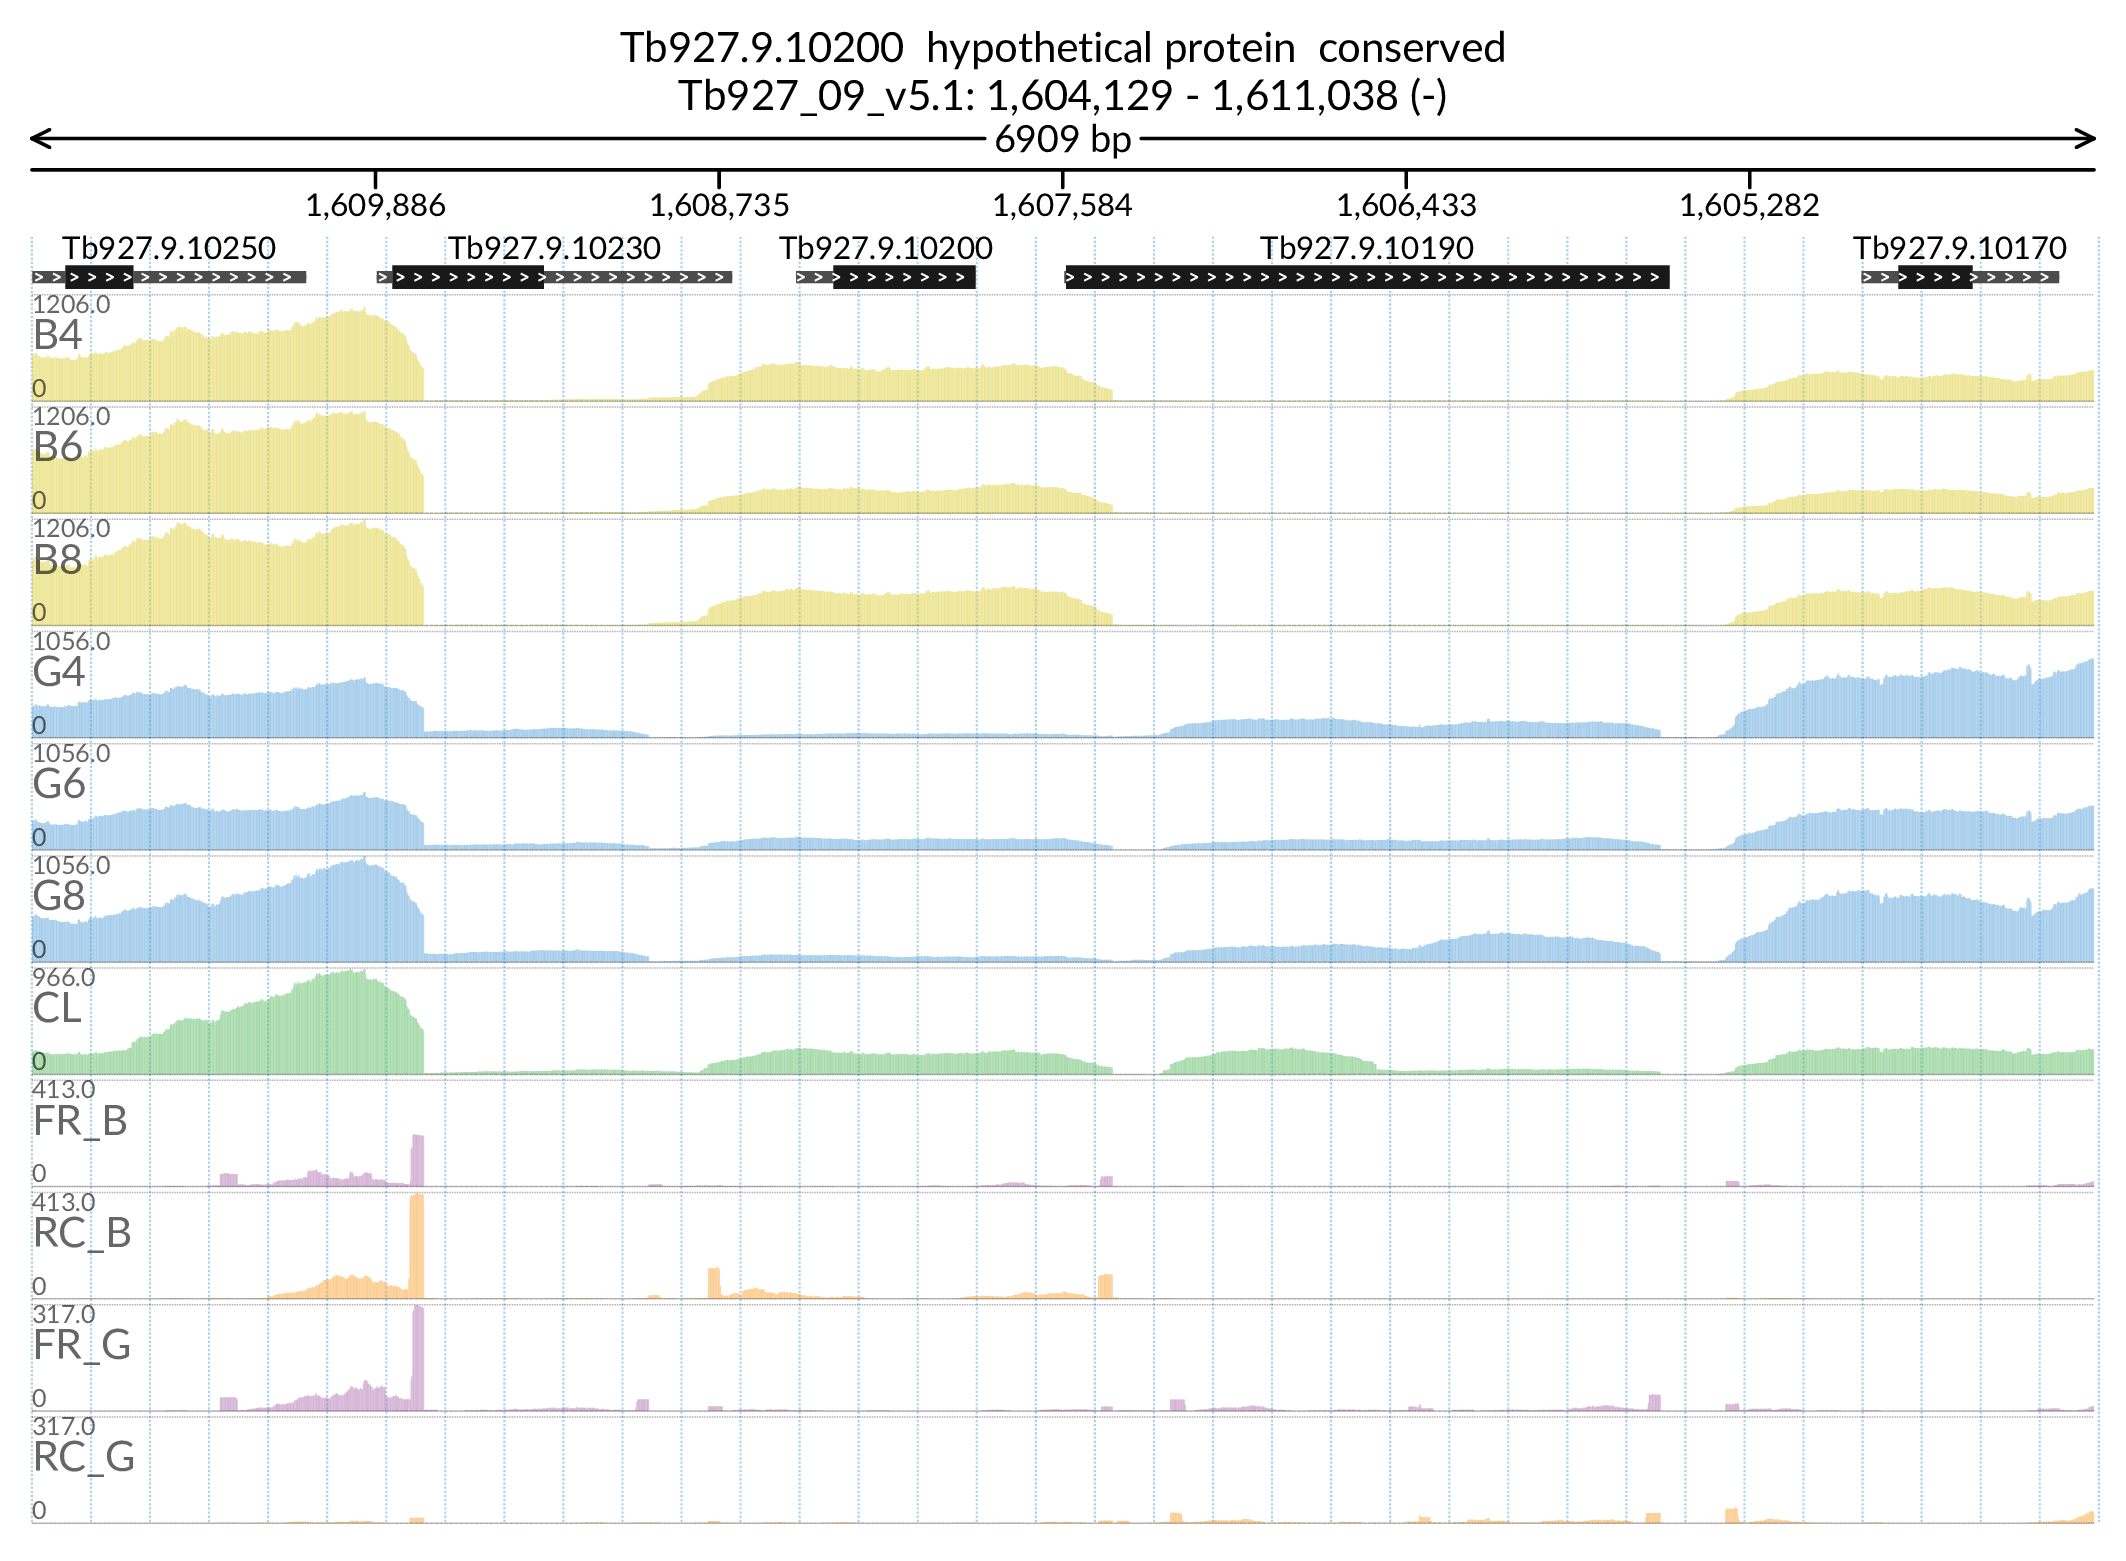 Tb927.9.10200 hypothetical protein conserved
Tb927_09_v5.1: 1,604,129 - 1,611,038 (-)
6909 bp
1,609,886 1,608,735 1,607,584 1,606,433 1,605,282
Tb927.9.10250 Tb927.9.10230 Tb927.9.10200 Tb927.9.10190 Tb927.9.10170
1206.0
B4
0
1206.0
B6
0
1206.0
B8
0
1056.0
G4
0
1056.0
G6
0
1056.0
G8
0
966.0
CL
0
413.0
FR_B
0
413.0
RC_B
0
317.0
FR_G
0
317.0
RC_G
0